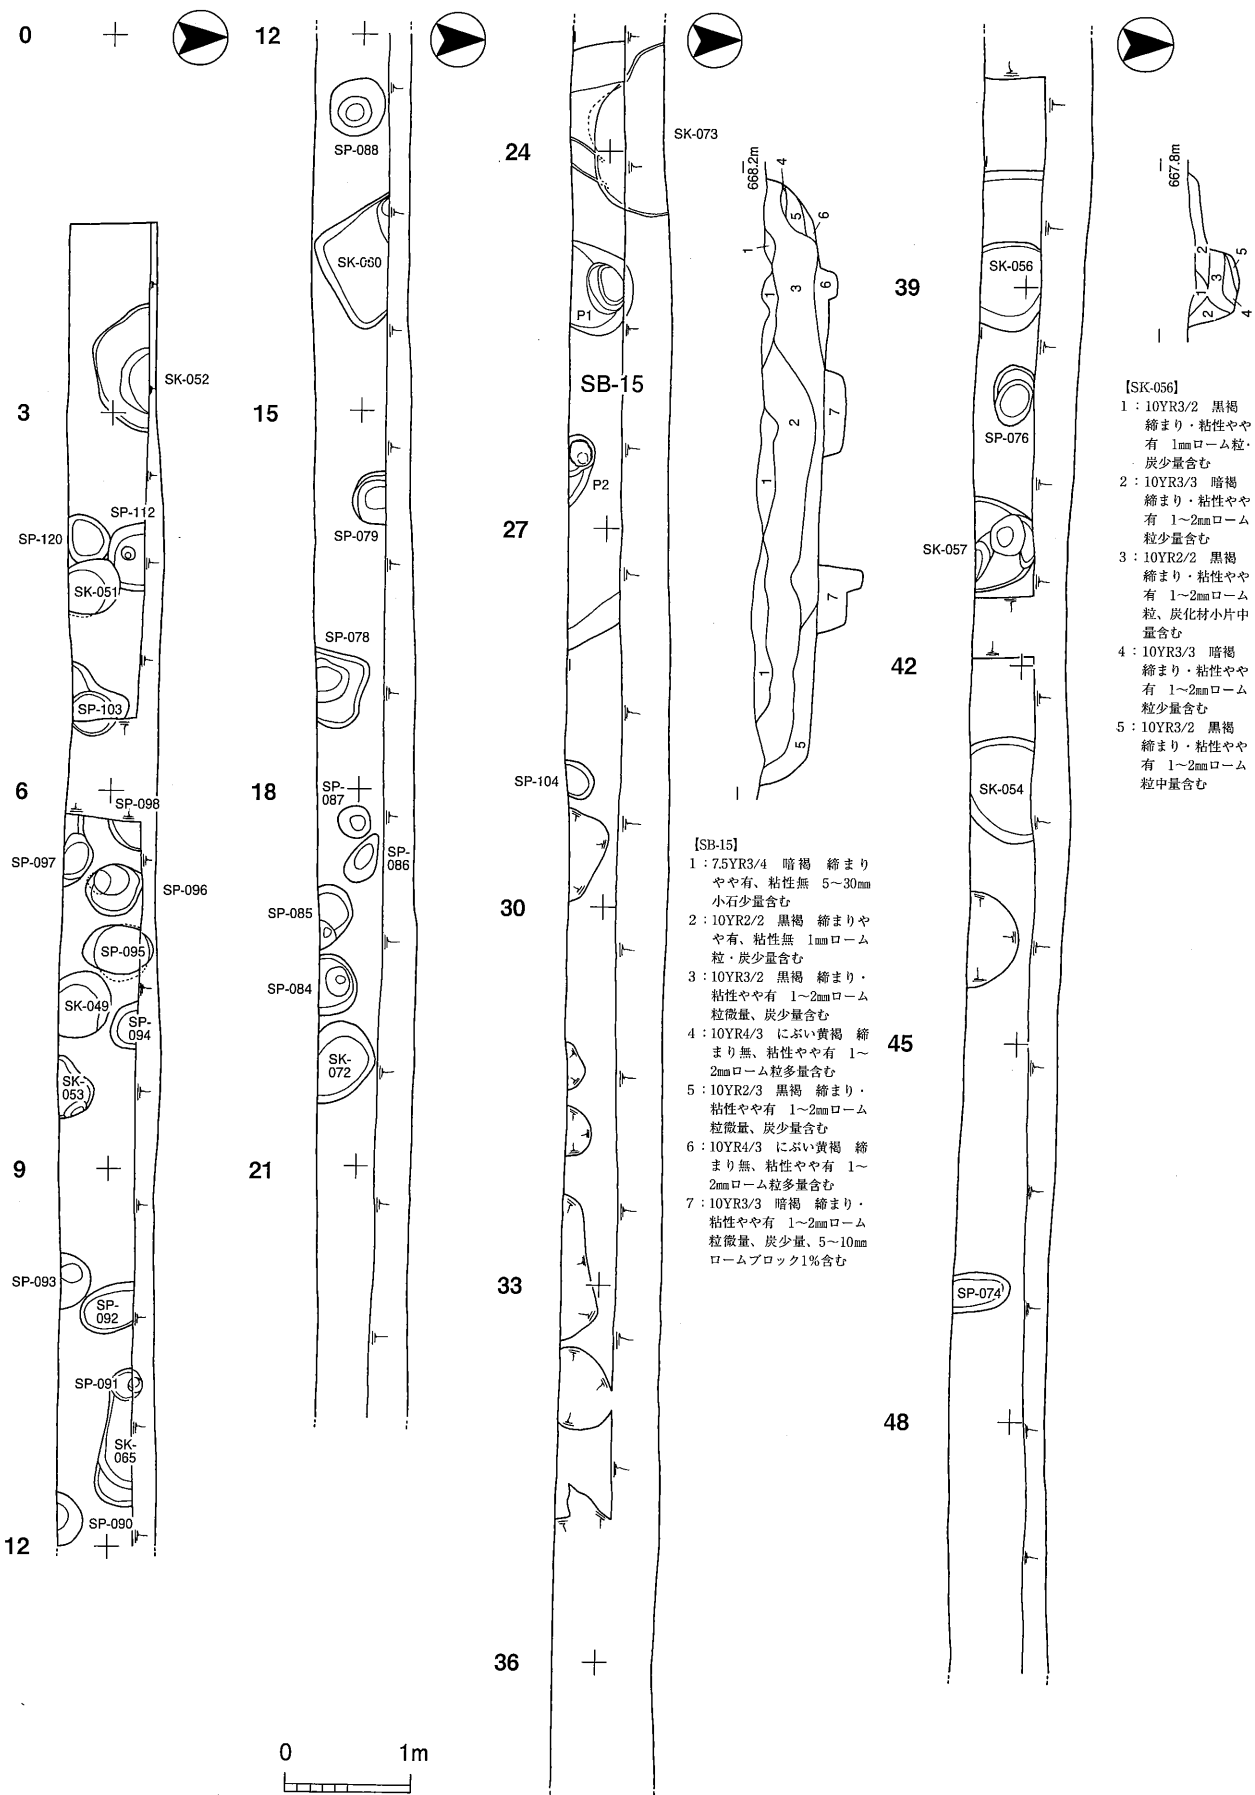 0
SK-052
3
SP-112
SP-120
SK-051
SP-103
6
SP-098
SP-097
SP-096
SP-095
SK-049
SP-
094
SK-
053
9
SP-093
SP-
092
SP-091
SK-
065
SP-090
12
12
SP-088
SK-060
15
SP-079
SP-078
18
SP-
087
SP-
086
SP-085
SP-084
SK-
072
21
0
1m
24
SK-073
P1
SB-15
P2
27
SP-104
30
33
36
668.2m
4
5
6
1
1
3
6
2
7
1
7
1
5
【SB-15】
1：7.5YR3/4 暗褐 締まり
やや有、粘性無 5〜30mm
小石少量含む
2：10YR2/2 黒褐 締まりや
や有、粘性無 1mmローム
粒・炭少量含む
3：10YR3/2 黒褐 締まり・
粘性やや有 1〜2mmローム
粒微量、炭少量含む
4：10YR4/3 にぶい黄褐 締
まり無、粘性やや有 1〜
2mmローム粒多量含む
5：10YR2/3 黒褐 締まり・
粘性やや有 1〜2mmローム
粒微量、炭少量含む
6：10YR4/3 にぶい黄褐 締
まり無、粘性やや有 1〜
2mmローム粒多量含む
7：10YR3/3 暗褐 締まり・
粘性やや有 1〜2mmローム
粒微量、炭少量、5〜10mm
ロームブロック1%含む
SK-056
39
SP-076
SK-057
42
SK-054
45
SP-074
48
667.8m
2
5
3
1
2
4
【SK-056】
1：10YR3/2 黒褐
締まり・粘性やや
有 1mmローム粒・
炭少量含む
2：10YR3/3 暗褐
締まり・粘性やや
有 1〜2mmローム
粒少量含む
3：10YR2/2 黒褐
締まり・粘性やや
有 1〜2mmローム
粒、炭化材小片中
量含む
4：10YR3/3 暗褐
締まり・粘性やや
有 1〜2mmローム
粒少量含む
5：10YR3/2 黒褐
締まり・粘性やや
有 1〜2mmローム
粒中量含む